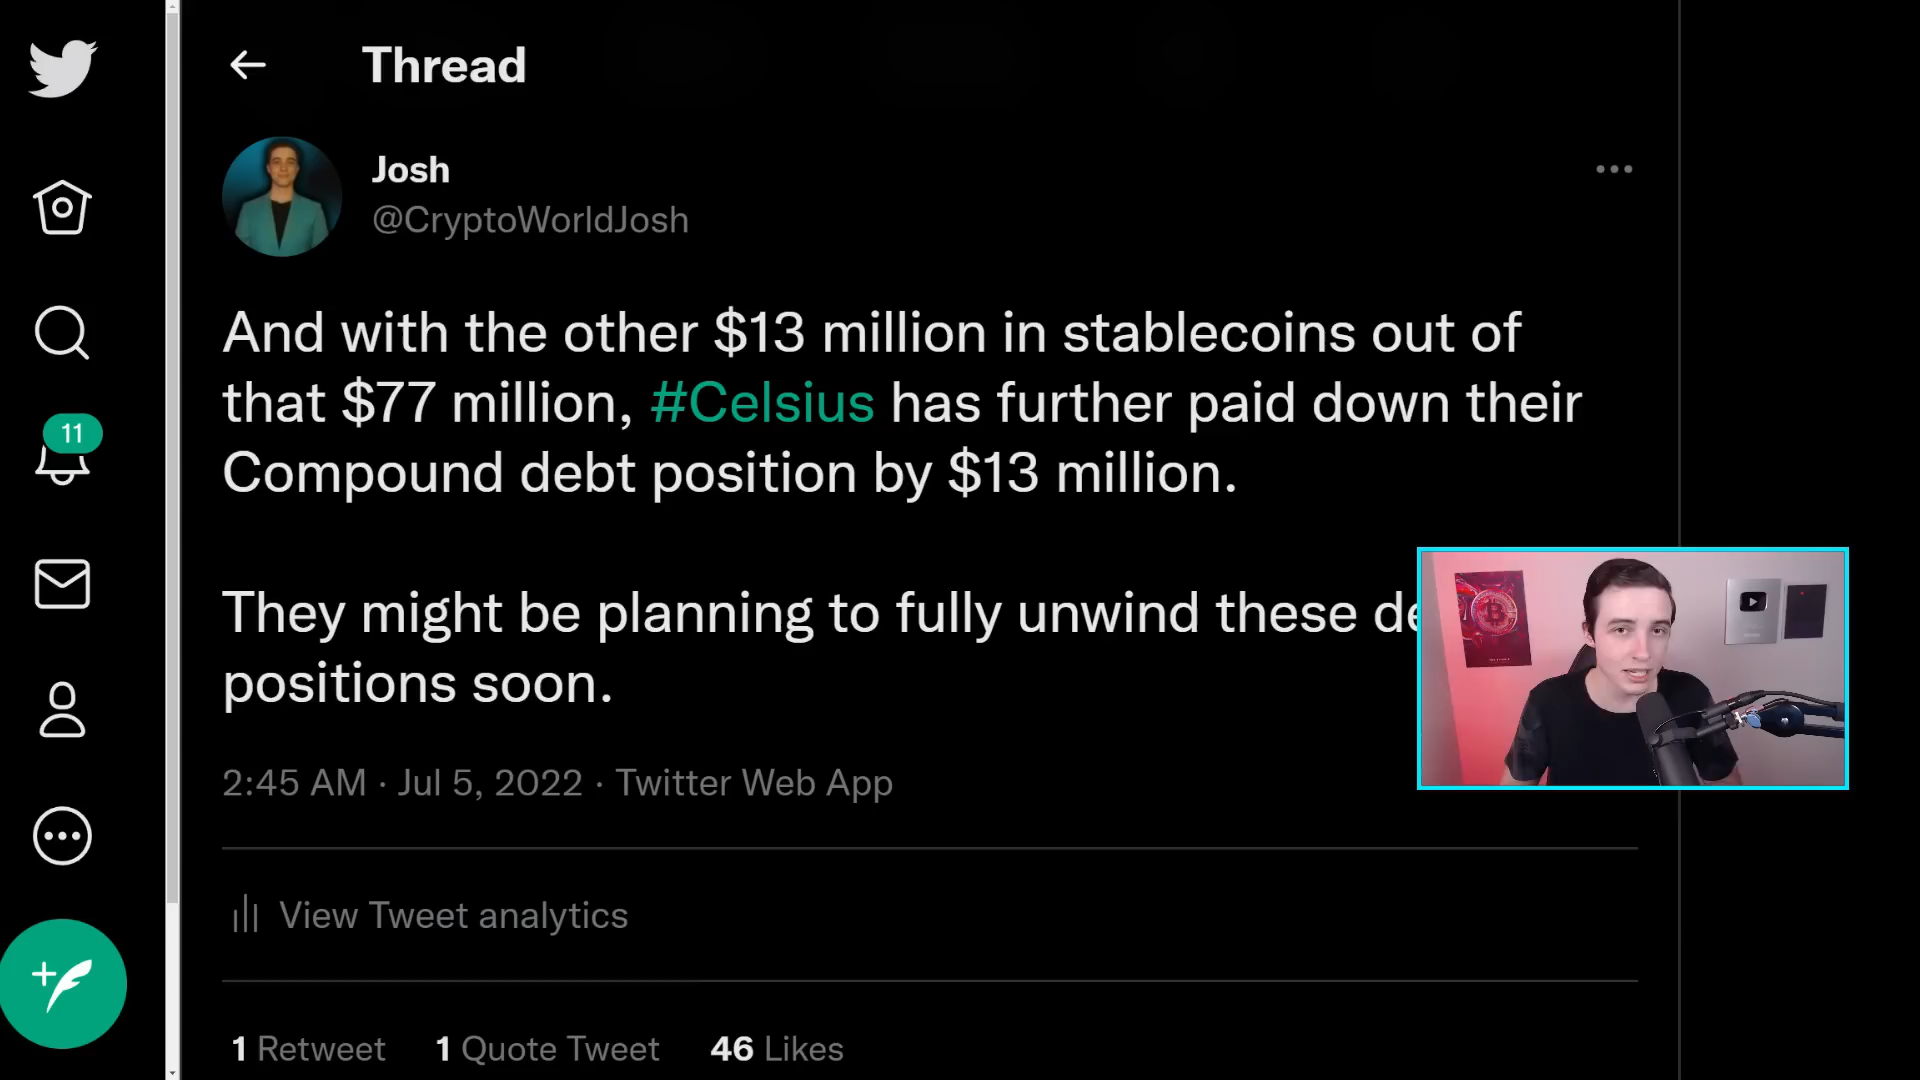 Thread
Josh
@CryptoWorldJosh
And with the other $13 million in stablecoins out of
that $77 million, #Celsius has further paid down their
Compound debt position by $13 million.
They might be planning to fully unwind these
positions soon.
2:45 AM · Jul 5, 2022 · Twitter Web App
View Tweet analytics
1 Retweet 1 Quote Tweet 46 Likes
11